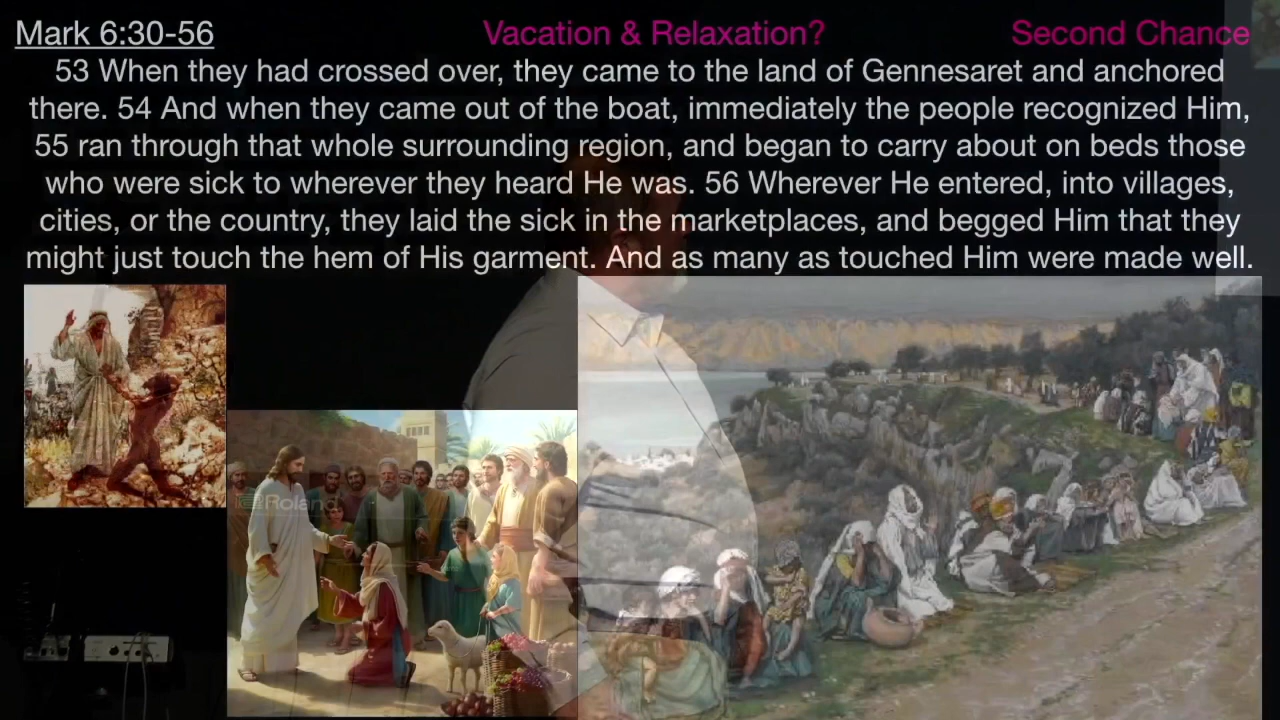 Mark 6:30-56 Vacation & Relaxation? Second Chance
53 When they had crossed over, they came to the land of Gennesaret and anchored
there. 54 And when they came out of the boat, immediately the people recognized Him,
55 ran through that whole surrounding region, and began to carry about on beds those
who were sick to wherever they heard He was. 56 Wherever He entered, into villages,
cities, or the country, they laid the sick in the marketplaces, and begged Him that they
might just touch the hem of His garment. And as many as touched Him were made well.
Roland